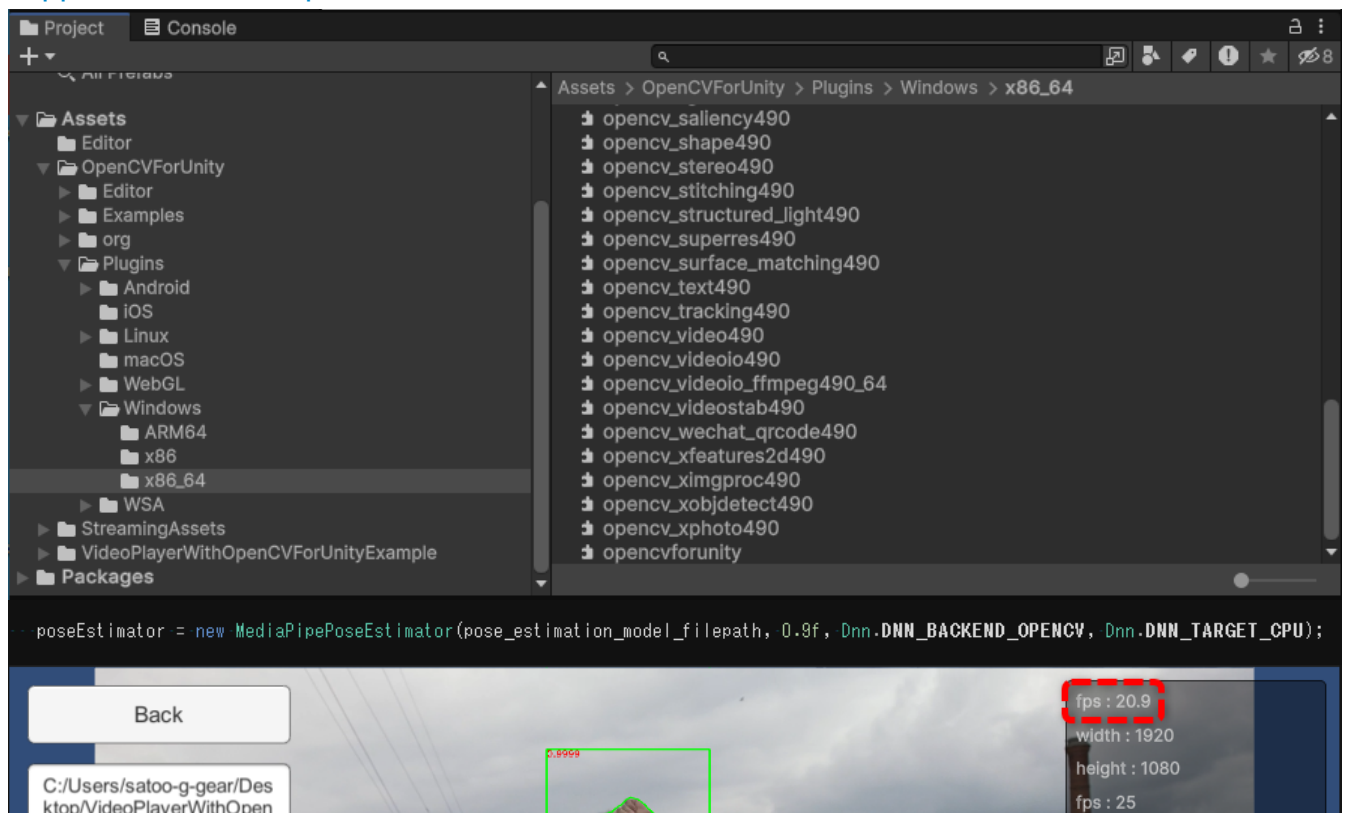 Project
Console
8
All Prefabs
Assets
Editor
OpenCVForUnity
Editor
Examples
org
Plugins
Android
iOS
Linux
macOS
WebGL
Windows
ARM64
x86
x86_64
WSA
StreamingAssets
VideoPlayerWithOpenCVForUnityExample
Packages
Assets > OpenCVForUnity > Plugins > Windows > x86_64
opencv_saliency490
opencv_shape490
opencv_stereo490
opencv_stitching490
opencv_structured_light490
opencv_superres490
opencv_surface_matching490
opencv_text490
opencv_tracking490
opencv_video490
opencv_videoio490
opencv_videoio_ffmpeg490_64
opencv_videostab490
opencv_wechat_qrcode490
opencv_xfeatures2d490
opencv_ximgproc490
opencv_xobjdetect490
opencv_xphoto490
opencvforunity
poseEstimator = new MediaPipePoseEstimator(pose_estimation_model_filepath, 0.9f, Dnn.DNN_BACKEND_OPENCV, Dnn.DNN_TARGET_CPU);
Back
C:/Users/satoo-g-gear/Des
ktop/VideoPlayerWithOpen
0.9999
fps : 20.9
width : 1920
height : 1080
fps : 25